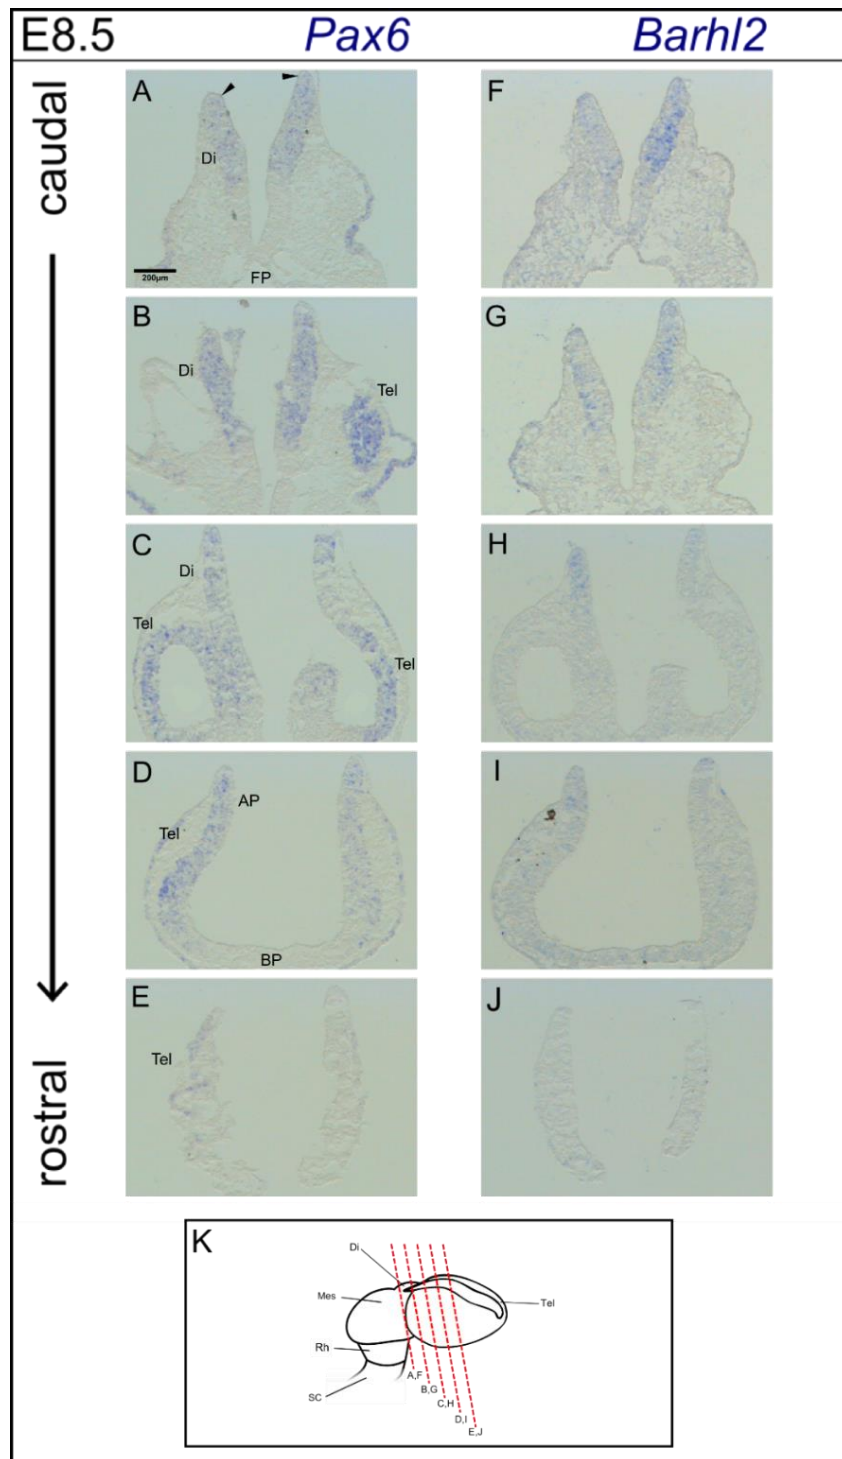 E8.5 Pax6 Barhl2
caudal
rostral
A
Di
200µm
FP
F
B
Di
Tel
G
C
Di
Tel
Tel
H
D
AP
Tel
BP
I
E
Tel
J
K
Di
Mes
Tel
Rh
SC
A,F
B,G
C,H
D,I
E,J